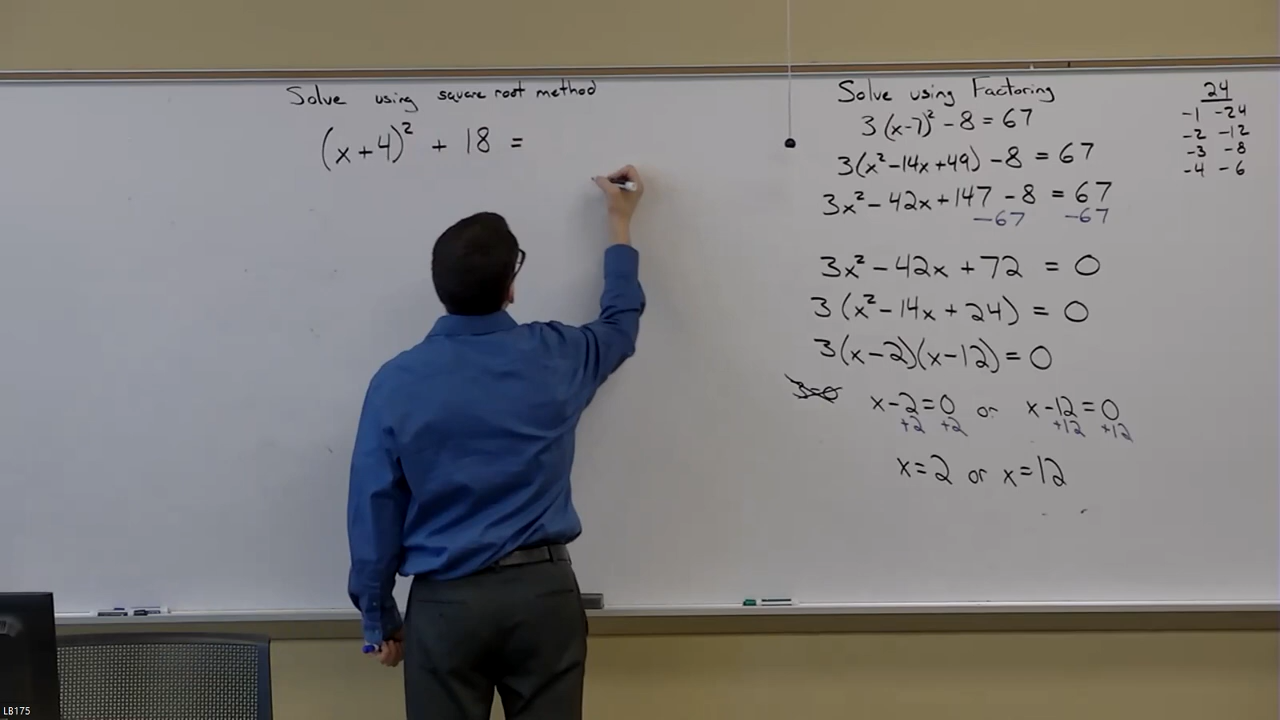 Solve using square root method
(x+4)² + 18 =
Solve using Factoring
3(x-7)² - 8 = 67
3(x²-14x+49) - 8 = 67
3x² - 42x + 147 - 8 = 67
-67 -67
3x² - 42x + 72 = 0
3(x² - 14x + 24) = 0
3(x-2)(x-12) = 0
3=0
x-2=0 or x-12=0
+2 +2 +12 +12
x=2 or x=12
24
-1 -24
-2 -12
-3 -8
-4 -6
LB175